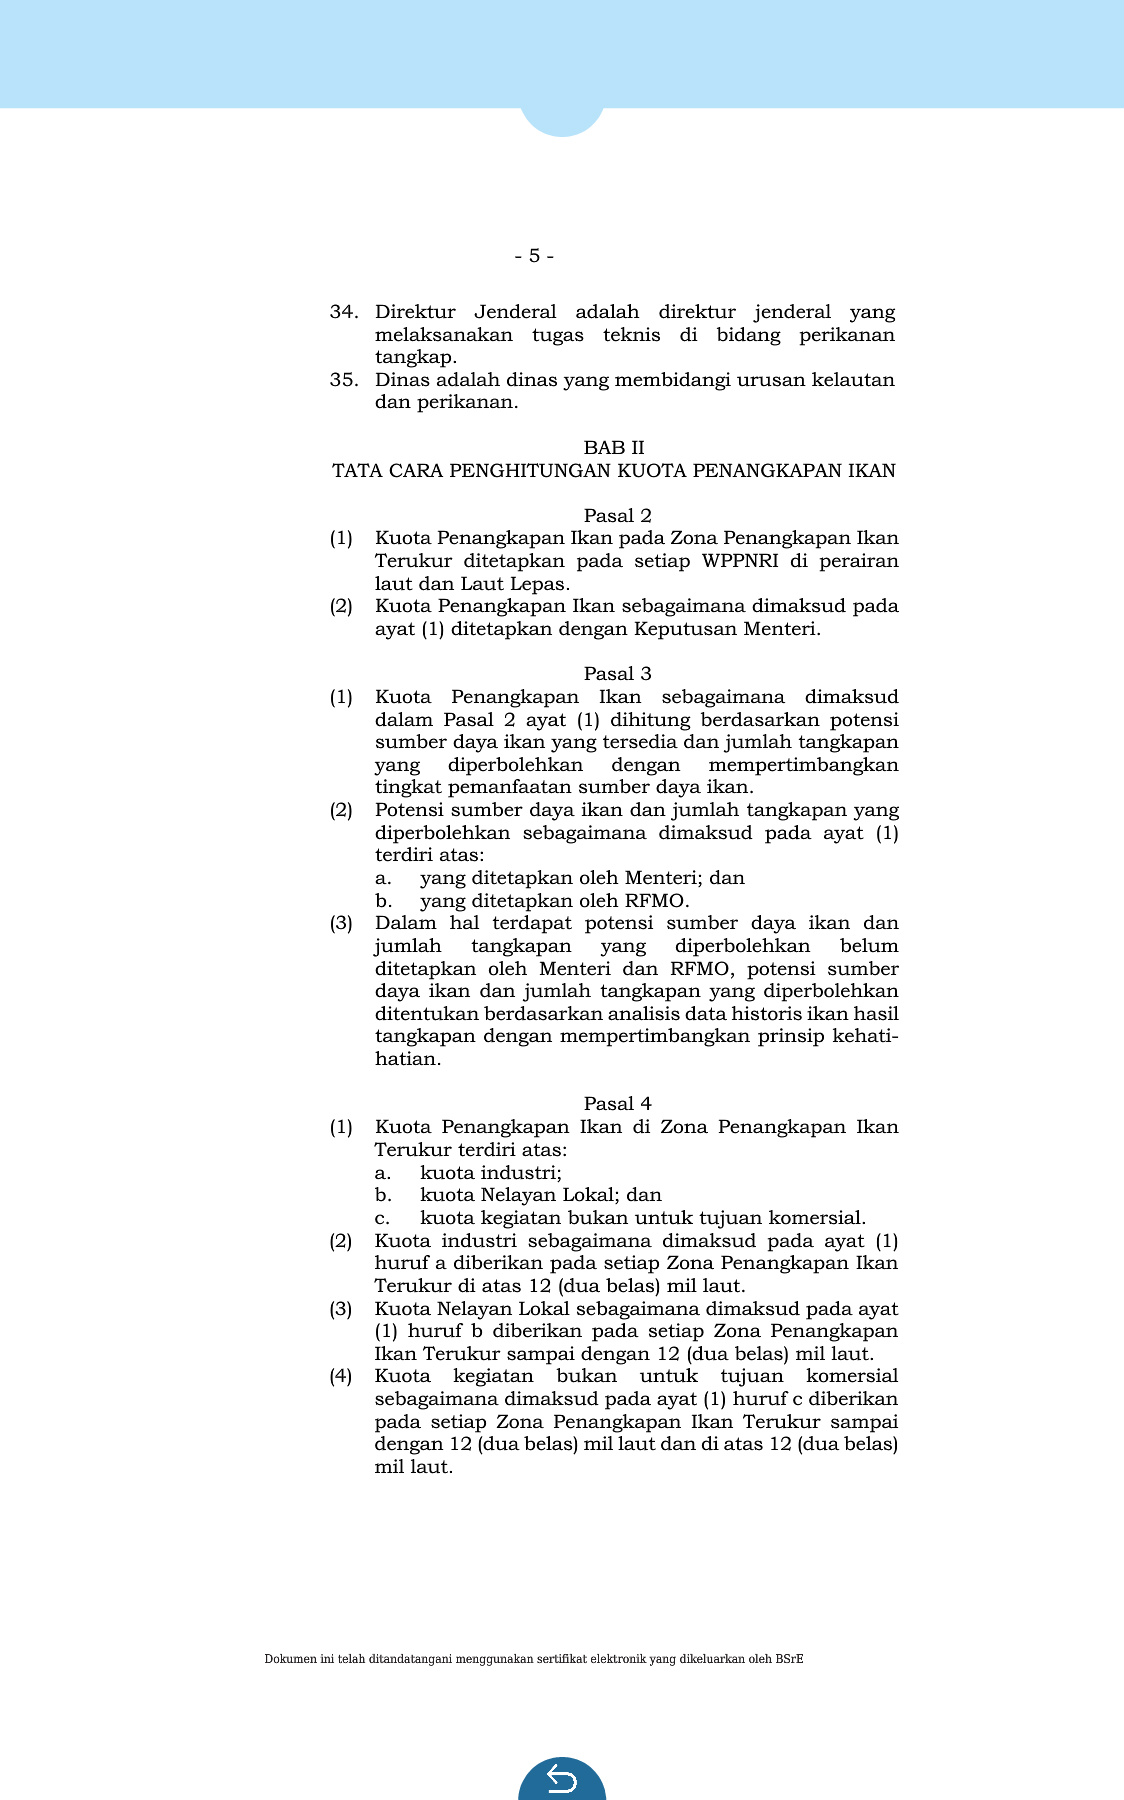 - 5 -
34. Direktur Jenderal adalah direktur jenderal yang
melaksanakan tugas teknis di bidang perikanan
tangkap.
35. Dinas adalah dinas yang membidangi urusan kelautan
dan perikanan.
BAB II
TATA CARA PENGHITUNGAN KUOTA PENANGKAPAN IKAN
Pasal 2
(1) Kuota Penangkapan Ikan pada Zona Penangkapan Ikan
Terukur ditetapkan pada setiap WPPNRI di perairan
laut dan Laut Lepas.
(2) Kuota Penangkapan Ikan sebagaimana dimaksud pada
ayat (1) ditetapkan dengan Keputusan Menteri.
Pasal 3
(1) Kuota Penangkapan Ikan sebagaimana dimaksud
dalam Pasal 2 ayat (1) dihitung berdasarkan potensi
sumber daya ikan yang tersedia dan jumlah tangkapan
yang diperbolehkan dengan mempertimbangkan
tingkat pemanfaatan sumber daya ikan.
(2) Potensi sumber daya ikan dan jumlah tangkapan yang
diperbolehkan sebagaimana dimaksud pada ayat (1)
terdiri atas:
a. yang ditetapkan oleh Menteri; dan
b. yang ditetapkan oleh RFMO.
(3) Dalam hal terdapat potensi sumber daya ikan dan
jumlah tangkapan yang diperbolehkan belum
ditetapkan oleh Menteri dan RFMO, potensi sumber
daya ikan dan jumlah tangkapan yang diperbolehkan
ditentukan berdasarkan analisis data historis ikan hasil
tangkapan dengan mempertimbangkan prinsip kehati-
hatian.
Pasal 4
(1) Kuota Penangkapan Ikan di Zona Penangkapan Ikan
Terukur terdiri atas:
a. kuota industri;
b. kuota Nelayan Lokal; dan
c. kuota kegiatan bukan untuk tujuan komersial.
(2) Kuota industri sebagaimana dimaksud pada ayat (1)
huruf a diberikan pada setiap Zona Penangkapan Ikan
Terukur di atas 12 (dua belas) mil laut.
(3) Kuota Nelayan Lokal sebagaimana dimaksud pada ayat
(1) huruf b diberikan pada setiap Zona Penangkapan
Ikan Terukur sampai dengan 12 (dua belas) mil laut.
(4) Kuota kegiatan bukan untuk tujuan komersial
sebagaimana dimaksud pada ayat (1) huruf c diberikan
pada setiap Zona Penangkapan Ikan Terukur sampai
dengan 12 (dua belas) mil laut dan di atas 12 (dua belas)
mil laut.
Dokumen ini telah ditandatangani menggunakan sertifikat elektronik yang dikeluarkan oleh BSrE